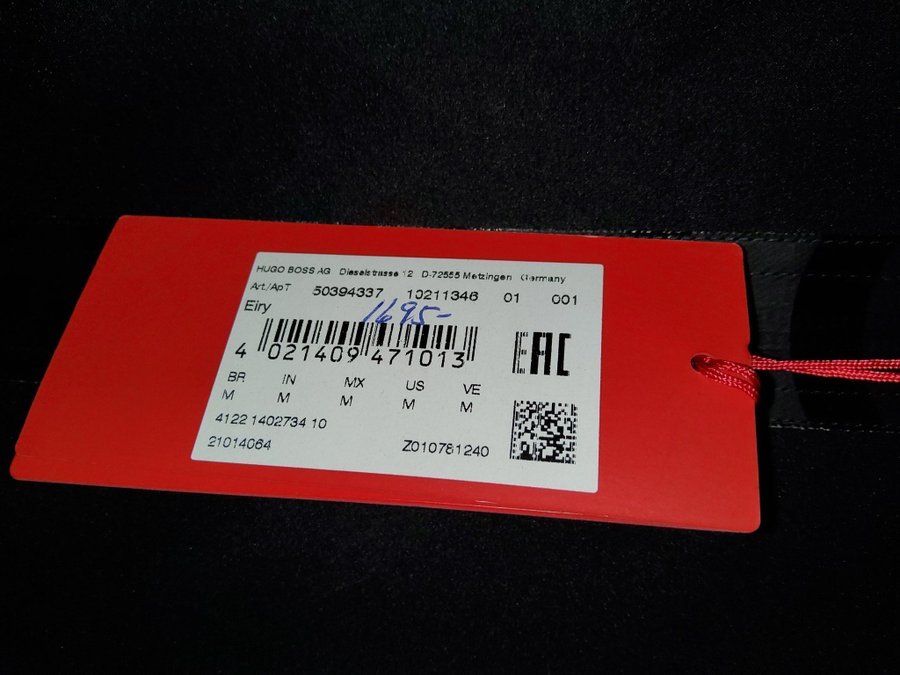 HUGO BOSS AG Dieselstrasse 12 D-72555 Metzingen Germany
Art./Apт 50394337 10211346 01 001
Eiry
1695-
4 021409 471013
EAC
BR IN MX US VE
M M M M M
4122 1402734 10
21014064 Z010781240